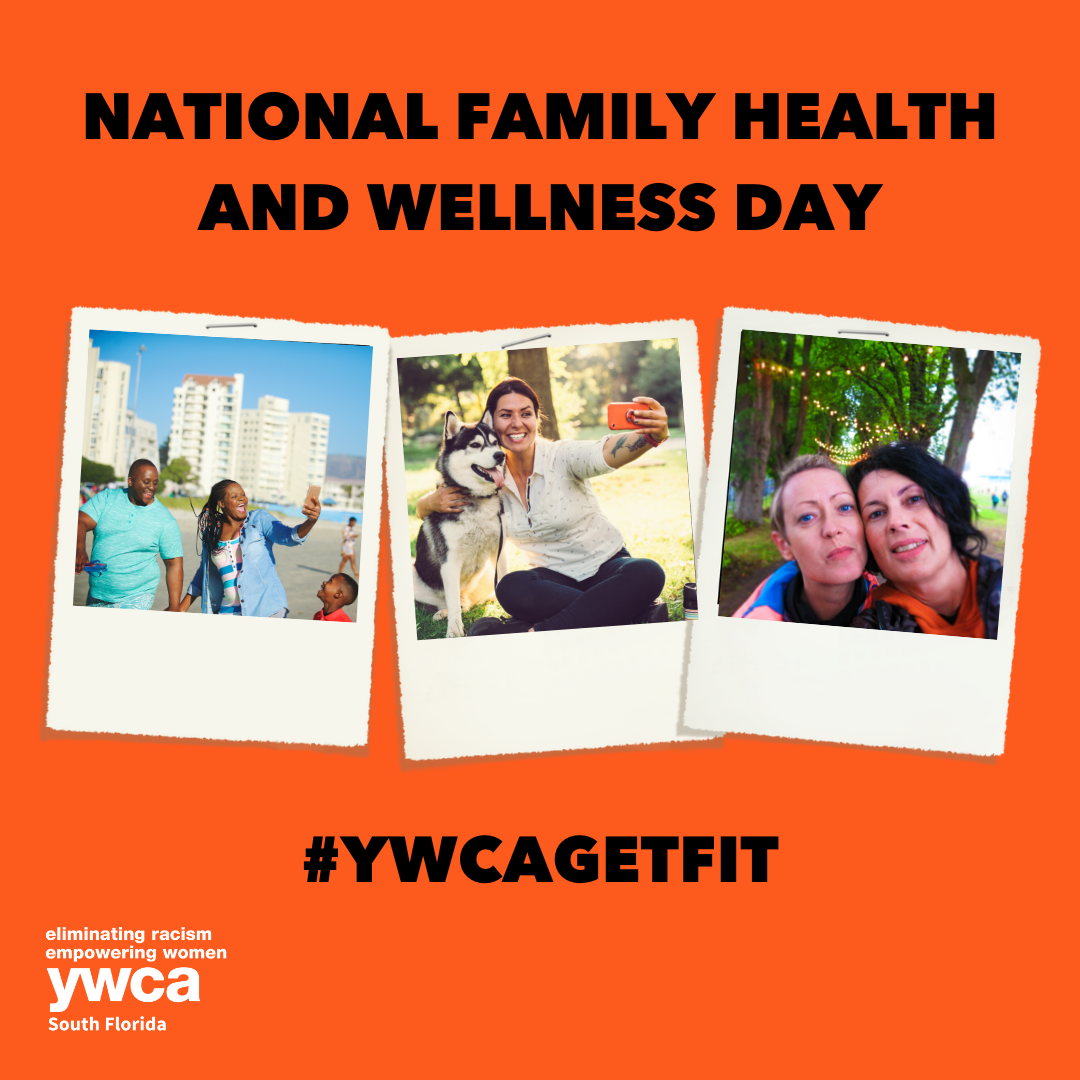 NATIONAL FAMILY HEALTH
AND WELLNESS DAY
#YWCAGETFIT
eliminating racism
empowering women
ywca
South Florida